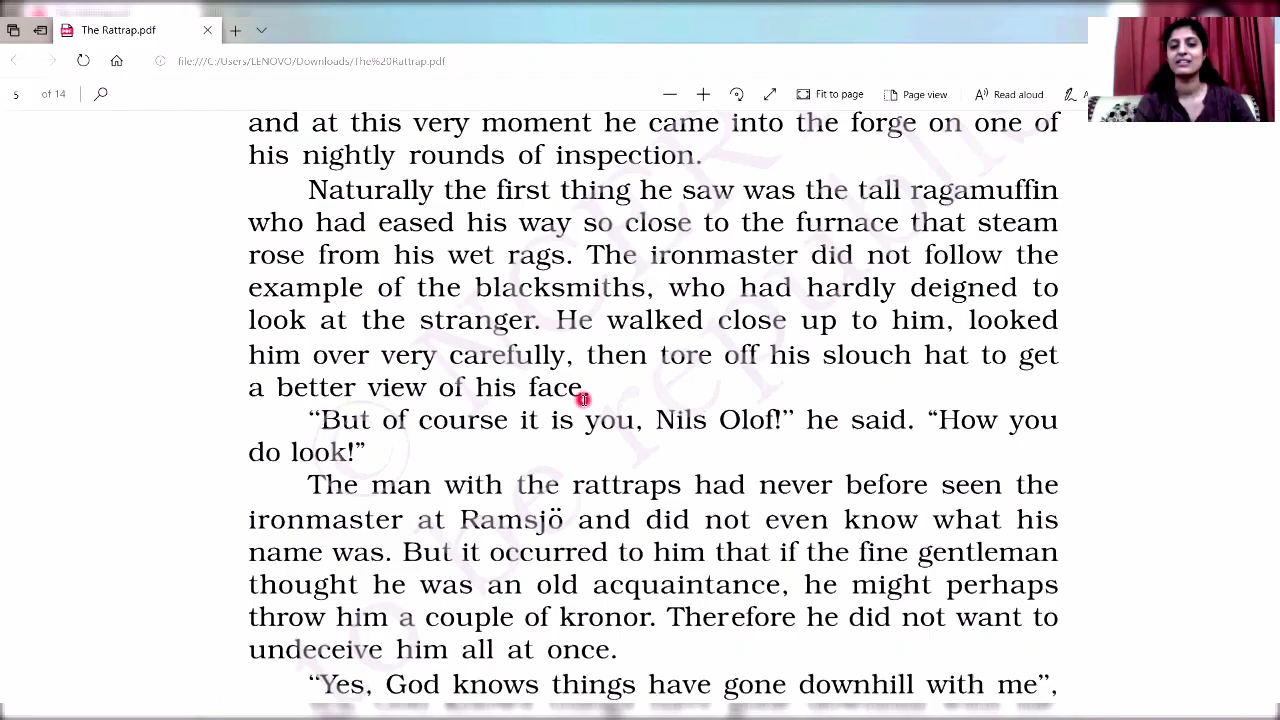 The Rattrap.pdf
file:///C:/Users/LENOVO/Downloads/The%20Rattrap.pdf
5 of 14
Fit to page
Page view
A Read aloud
and at this very moment he came into the forge on one of
his nightly rounds of inspection.
Naturally the first thing he saw was the tall ragamuffin
who had eased his way so close to the furnace that steam
rose from his wet rags. The ironmaster did not follow the
example of the blacksmiths, who had hardly deigned to
look at the stranger. He walked close up to him, looked
him over very carefully, then tore off his slouch hat to get
a better view of his face.
“But of course it is you, Nils Olof!” he said. “How you
do look!”
The man with the rattraps had never before seen the
ironmaster at Ramsjö and did not even know what his
name was. But it occurred to him that if the fine gentleman
thought he was an old acquaintance, he might perhaps
throw him a couple of kronor. Therefore he did not want to
undeceive him all at once.
“Yes, God knows things have gone downhill with me”,
© NCERT
to be republi